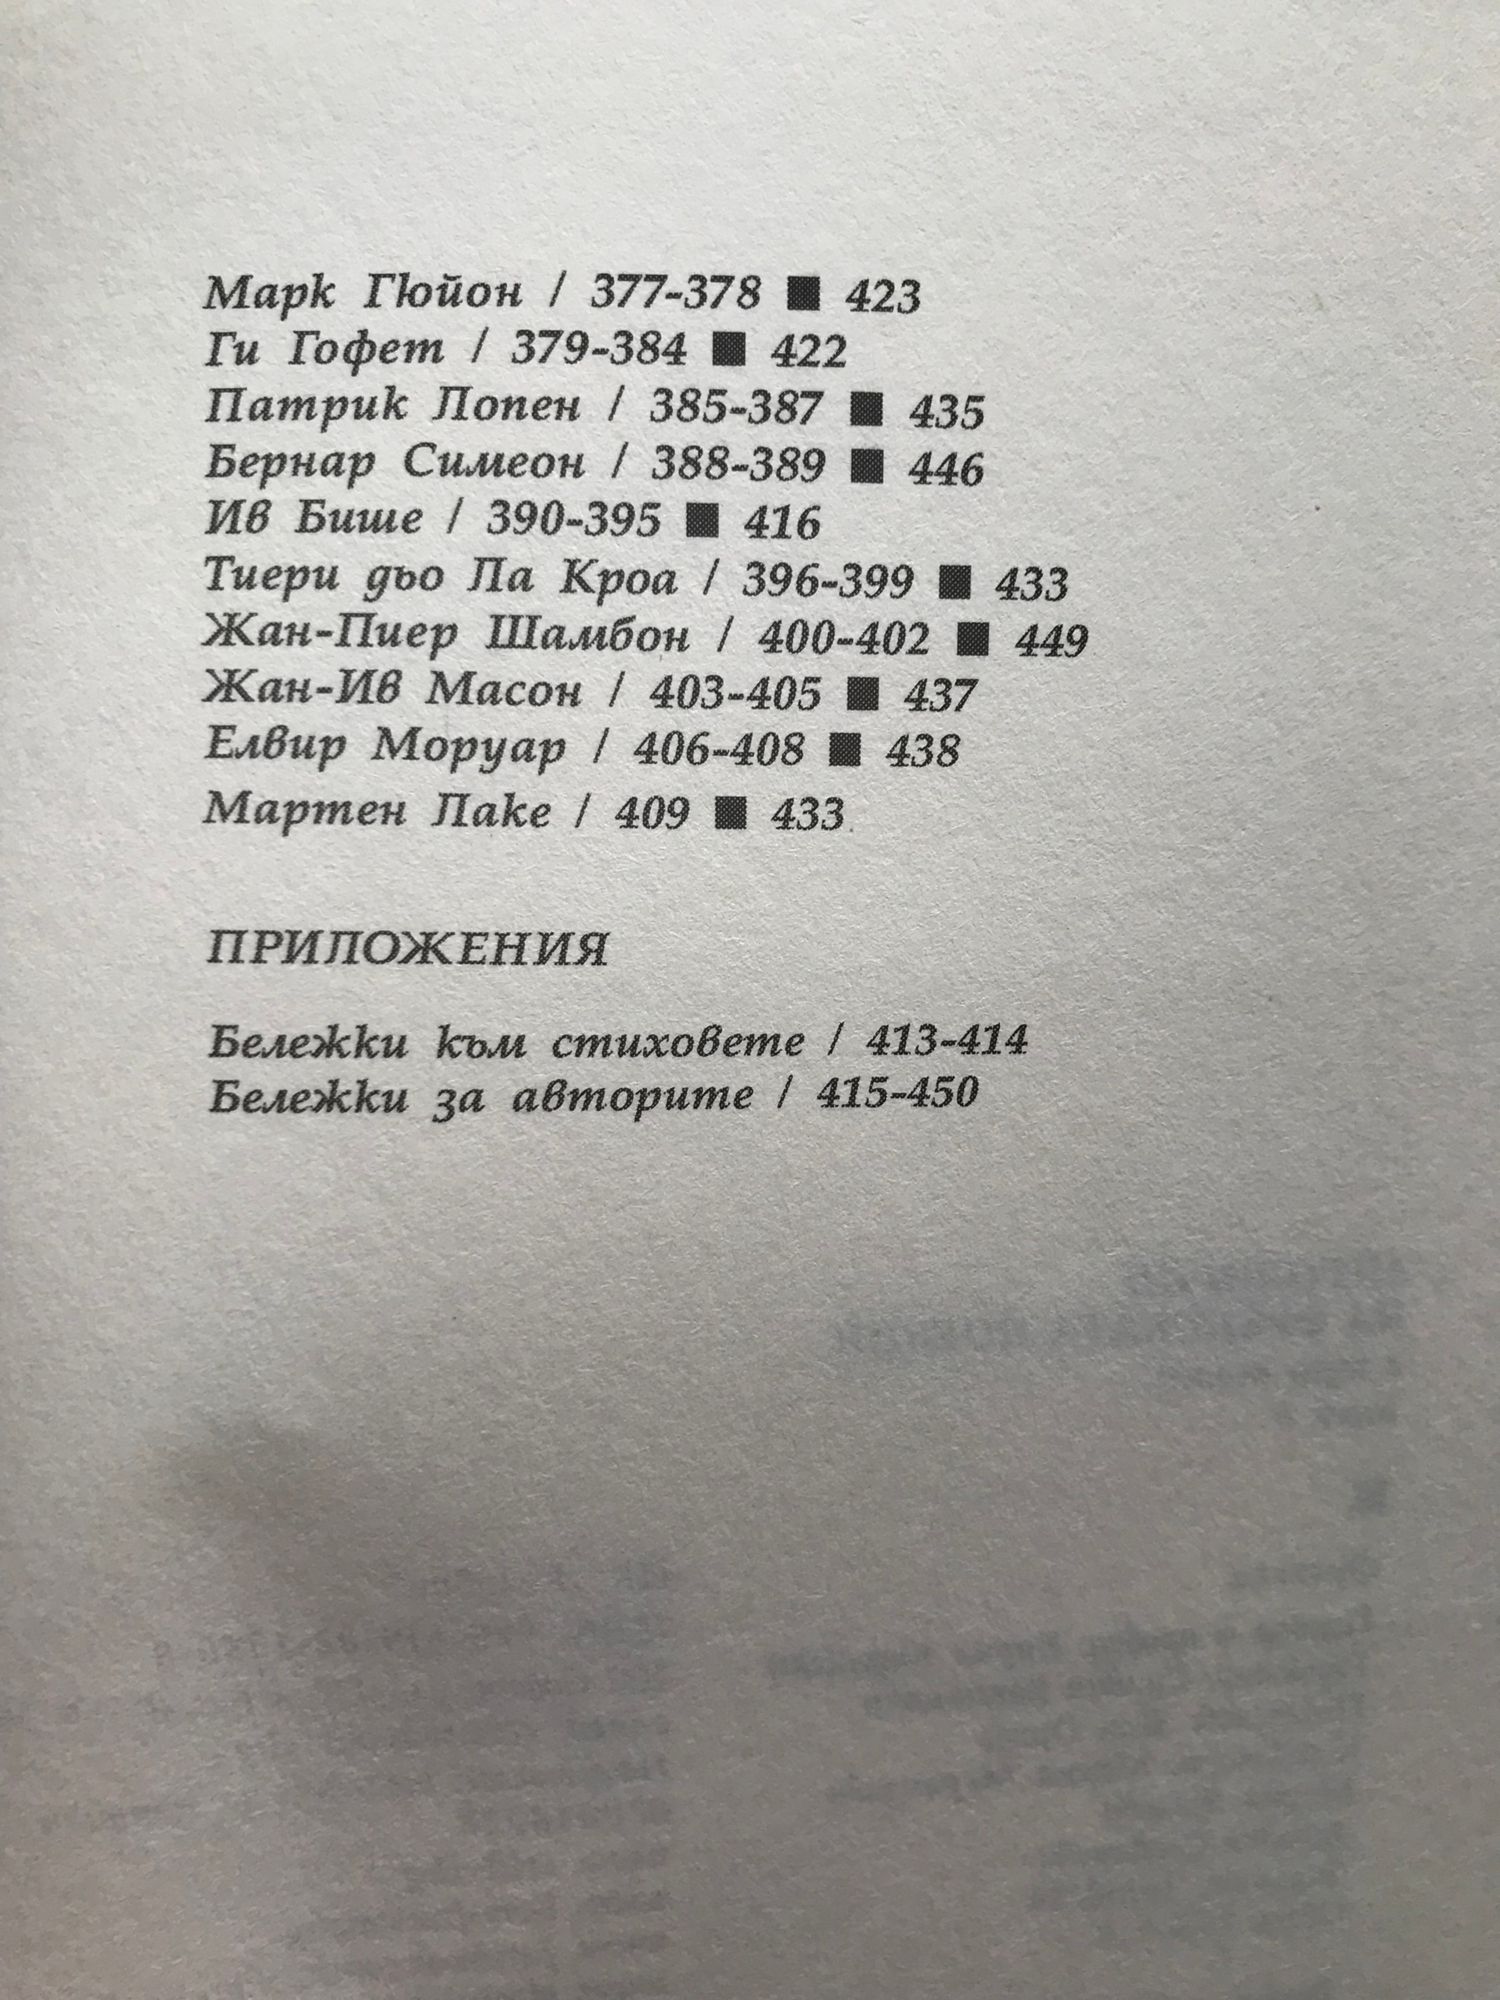 Марк Гюйон / 377-378 ■ 423
Ги Гофет / 379-384 ■ 422
Патрик Лопен / 385-387 ■ 435
Бернар Симеон / 388-389 ■ 446
Ив Бише / 390-395 ■ 416
Тиери дьо Ла Кроа / 396-399 ■ 433
Жан-Пиер Шамбон / 400-402 ■ 449
Жан-Ив Масон / 403-405 ■ 437
Елвир Моруар / 406-408 ■ 438
Мартен Лаке / 409 ■ 433
ПРИЛОЖЕНИЯ
Бележки към стиховете / 413-414
Бележки за авторите / 415-450